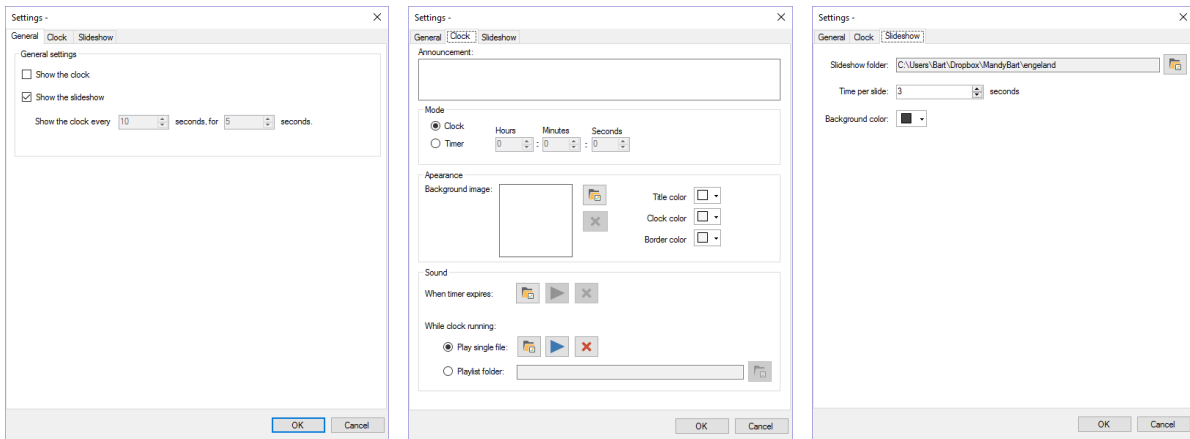 Settings -
General Clock Slideshow
General settings
Show the clock
Show the slideshow
Show the clock every 10 seconds, for 5 seconds.
OK Cancel
Settings -
General Clock Slideshow
Announcement:
Mode
Clock Hours Minutes Seconds
Timer 0 : 0 : 0
Apearance
Background image:
Title color
Clock color
Border color
Sound
When timer expires:
While clock running:
Play single file:
Playlist folder:
OK Cancel
Settings -
General Clock Slideshow
Slideshow folder: C:\Users\Bart\Dropbox\MandyBart\engeland
Time per slide: 3 seconds
Background color:
OK Cancel